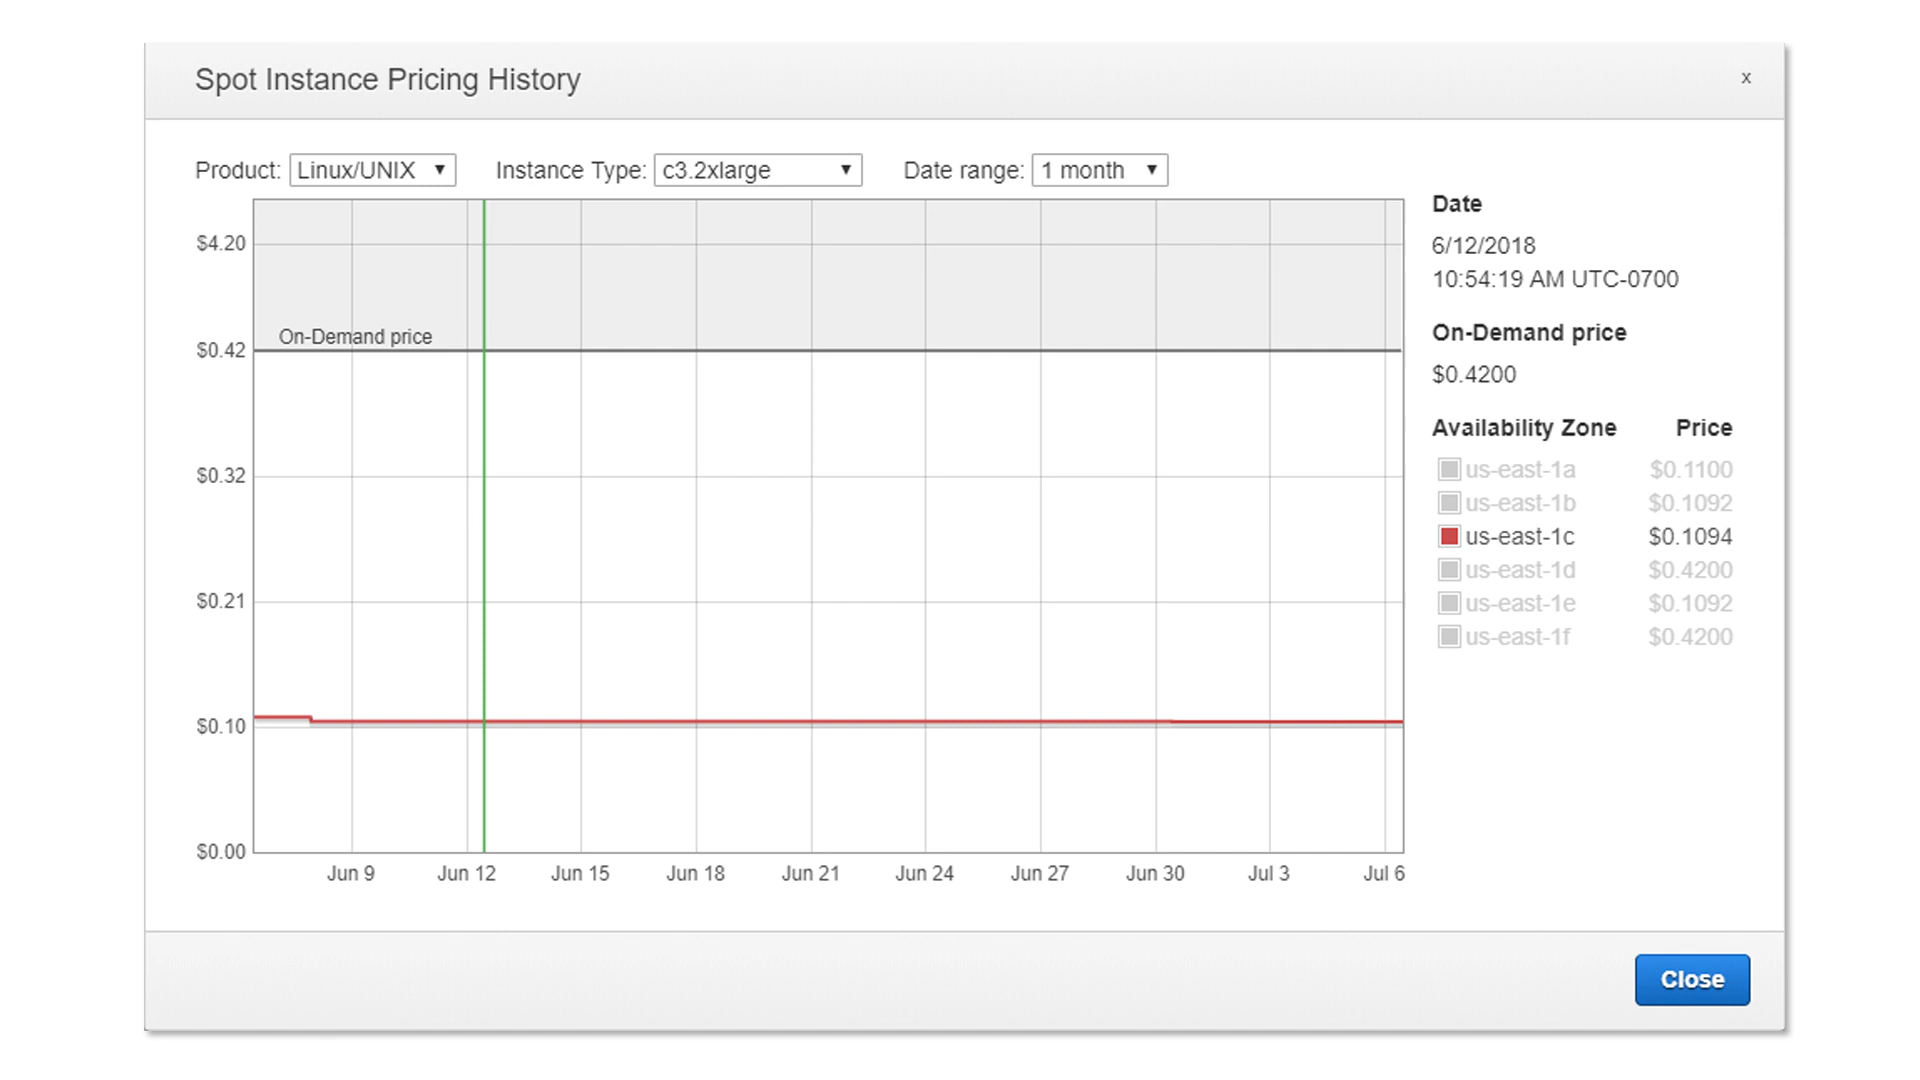 Spot Instance Pricing History
x
Product: Linux/UNIX ▼ Instance Type: c3.2xlarge ▼ Date range: 1 month ▼
$4.20
On-Demand price
$0.42
$0.32
$0.21
$0.10
$0.00
Jun 9 Jun 12 Jun 15 Jun 18 Jun 21 Jun 24 Jun 27 Jun 30 Jul 3 Jul 6
Date
6/12/2018
10:54:19 AM UTC-0700
On-Demand price
$0.4200
Availability Zone Price
us-east-1a $0.1100
us-east-1b $0.1092
us-east-1c $0.1094
us-east-1d $0.4200
us-east-1e $0.1092
us-east-1f $0.4200
Close